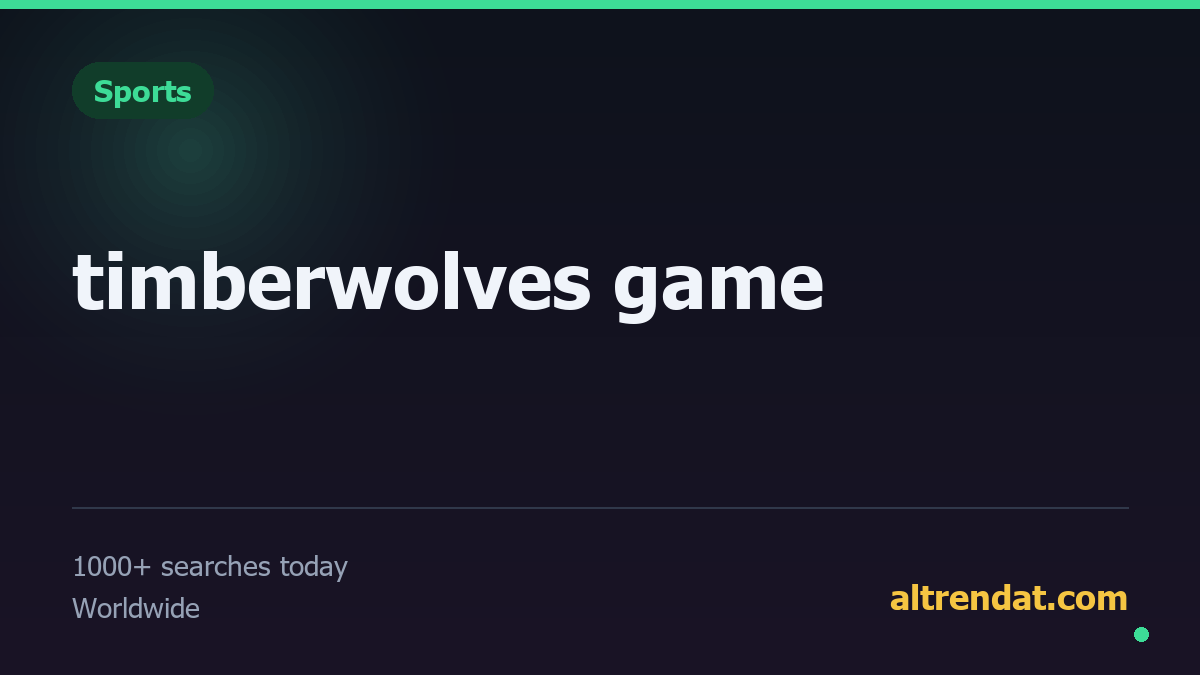 Sports
timberwolves game
1000+ searches today
Worldwide
altrendat.com